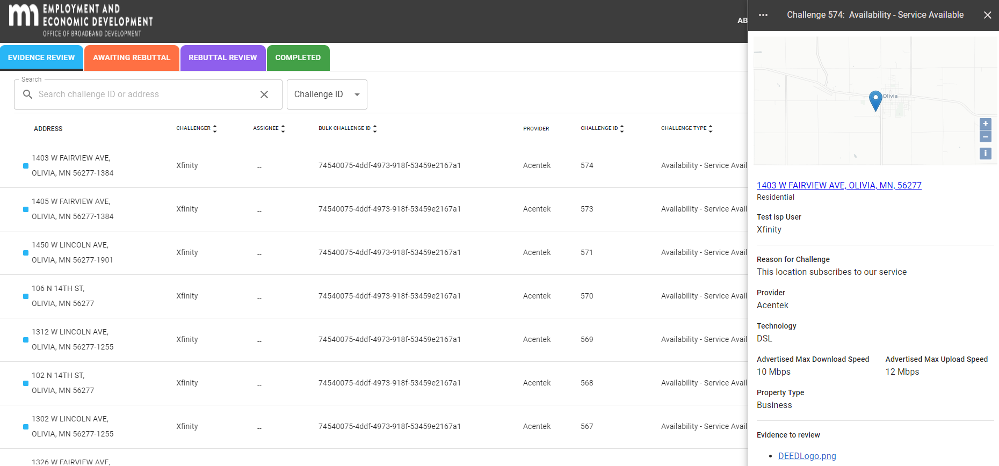 EMPLOYMENT AND
ECONOMIC DEVELOPMENT
OFFICE OF BROADBAND DEVELOPMENT
EVIDENCE REVIEW AWAITING REBUTTAL REBUTTAL REVIEW COMPLETED
Search
Search challenge ID or address Challenge ID
ADDRESS CHALLENGER ASSIGNEE BULK CHALLENGE ID PROVIDER CHALLENGE ID CHALLENGE TYPE
1403 W FAIRVIEW AVE,
OLIVIA, MN 56277-1384
Xfinity -- 74540075-4ddf-4973-918f-53459e2167a1 Acentek 574 Availability - Service Avail
1405 W FAIRVIEW AVE,
OLIVIA, MN 56277-1384
Xfinity -- 74540075-4ddf-4973-918f-53459e2167a1 Acentek 573 Availability - Service Avail
1450 W LINCOLN AVE,
OLIVIA, MN 56277-1901
Xfinity -- 74540075-4ddf-4973-918f-53459e2167a1 Acentek 571 Availability - Service Avail
106 N 14TH ST,
OLIVIA, MN 56277
Xfinity -- 74540075-4ddf-4973-918f-53459e2167a1 Acentek 570 Availability - Service Avail
1312 W LINCOLN AVE,
OLIVIA, MN 56277-1255
Xfinity -- 74540075-4ddf-4973-918f-53459e2167a1 Acentek 569 Availability - Service Avail
102 N 14TH ST,
OLIVIA, MN 56277
Xfinity -- 74540075-4ddf-4973-918f-53459e2167a1 Acentek 568 Availability - Service Avail
1302 W LINCOLN AVE,
OLIVIA, MN 56277-1255
Xfinity -- 74540075-4ddf-4973-918f-53459e2167a1 Acentek 567 Availability - Service Avail
1326 W FAIRVIEW AVE,
AB
Challenge 574: Availability - Service Available
Olivia
+
−
i
1403 W FAIRVIEW AVE, OLIVIA, MN, 56277
Residential
Test isp User
Xfinity
Reason for Challenge
This location subscribes to our service
Provider
Acentek
Technology
DSL
Advertised Max Download Speed Advertised Max Upload Speed
10 Mbps 12 Mbps
Property Type
Business
Evidence to review
• DEEDLogo.png